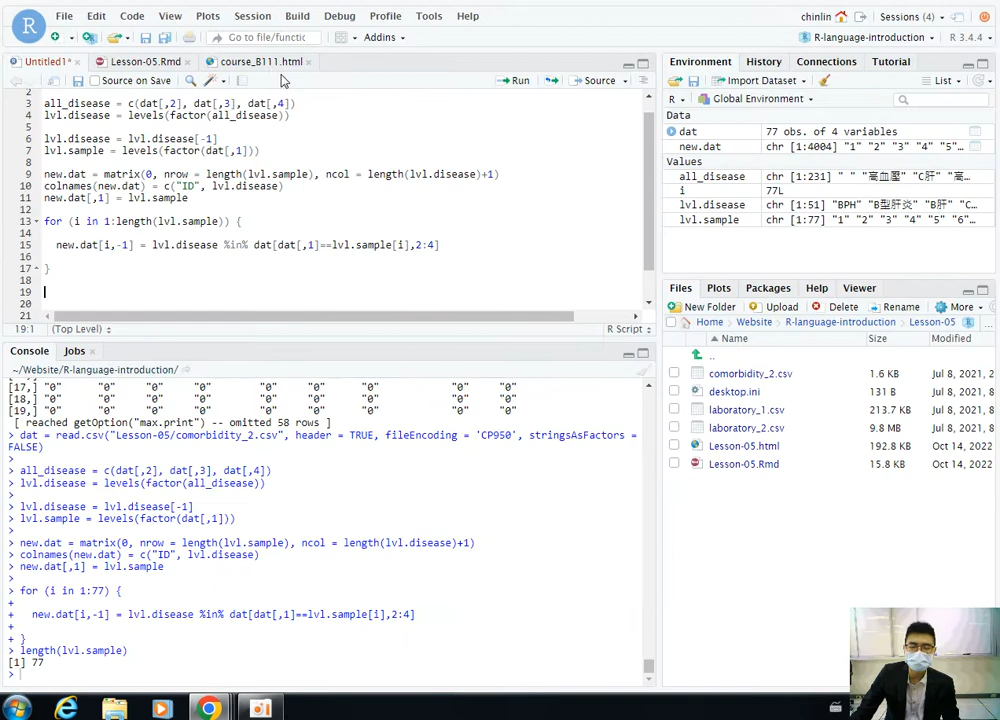 File Edit Code View Plots Session Build Debug Profile Tools Help
chinlin Sessions (4)
Go to file/functic Addins
R-language-introduction R 3.4.4
Untitled1* Lesson-05.Rmd course_B111.html
Source on Save Run Source
2
3 all_disease = c(dat[,2], dat[,3], dat[,4])
4 lvl.disease = levels(factor(all_disease))
5
6 lvl.disease = lvl.disease[-1]
7 lvl.sample = levels(factor(dat[,1]))
8
9 new.dat = matrix(0, nrow = length(lvl.sample), ncol = length(lvl.disease)+1)
10 colnames(new.dat) = c("ID", lvl.disease)
11 new.dat[,1] = lvl.sample
12
13 for (i in 1:length(lvl.sample)) {
14
15 new.dat[i,-1] = lvl.disease %in% dat[dat[,1]==lvl.sample[i],2:4]
16
17 }
18
19
20
21
19:1 (Top Level) R Script
Console Jobs
~/Website/R-language-introduction/
[17,] "0" "0" "0" "0" "0" "0" "0" "0" "0"
[18,] "0" "0" "0" "0" "0" "0" "0" "0" "0"
[19,] "0" "0" "0" "0" "0" "0" "0" "0" "0"
[ reached getOption("max.print") -- omitted 58 rows ]
> dat = read.csv("Lesson-05/comorbidity_2.csv", header = TRUE, fileEncoding = 'CP950', stringsAsFactors =
FALSE)
>
> all_disease = c(dat[,2], dat[,3], dat[,4])
> lvl.disease = levels(factor(all_disease))
>
> lvl.disease = lvl.disease[-1]
> lvl.sample = levels(factor(dat[,1]))
>
> new.dat = matrix(0, nrow = length(lvl.sample), ncol = length(lvl.disease)+1)
> colnames(new.dat) = c("ID", lvl.disease)
> new.dat[,1] = lvl.sample
>
> for (i in 1:77) {
+
+ new.dat[i,-1] = lvl.disease %in% dat[dat[,1]==lvl.sample[i],2:4]
+
+ }
> length(lvl.sample)
[1] 77
>
Environment History Connections Tutorial
Import Dataset List
R Global Environment
Data
dat 77 obs. of 4 variables
new.dat chr [1:4004] "1" "2" "3" "4" "5"…
Values
all_disease chr [1:231] " " "高血壓" "C肝" "高…
i 77L
lvl.disease chr [1:51] "BPH" "B型肝炎" "B肝" "C…
lvl.sample chr [1:77] "1" "2" "3" "4" "5" "6"…
Files Plots Packages Help Viewer
New Folder Upload Delete Rename More
Home Website R-language-introduction Lesson-05 R ...
Name Size Modified
..
comorbidity_2.csv 1.6 KB Jul 8, 2021, 8
desktop.ini 131 B Jul 8, 2021, 8
laboratory_1.csv 213.7 KB Jul 8, 2021, 8
laboratory_2.csv 9.8 MB Jul 8, 2021, 8
Lesson-05.html 192.8 KB Oct 14, 2022
Lesson-05.Rmd 15.8 KB Oct 14, 2022